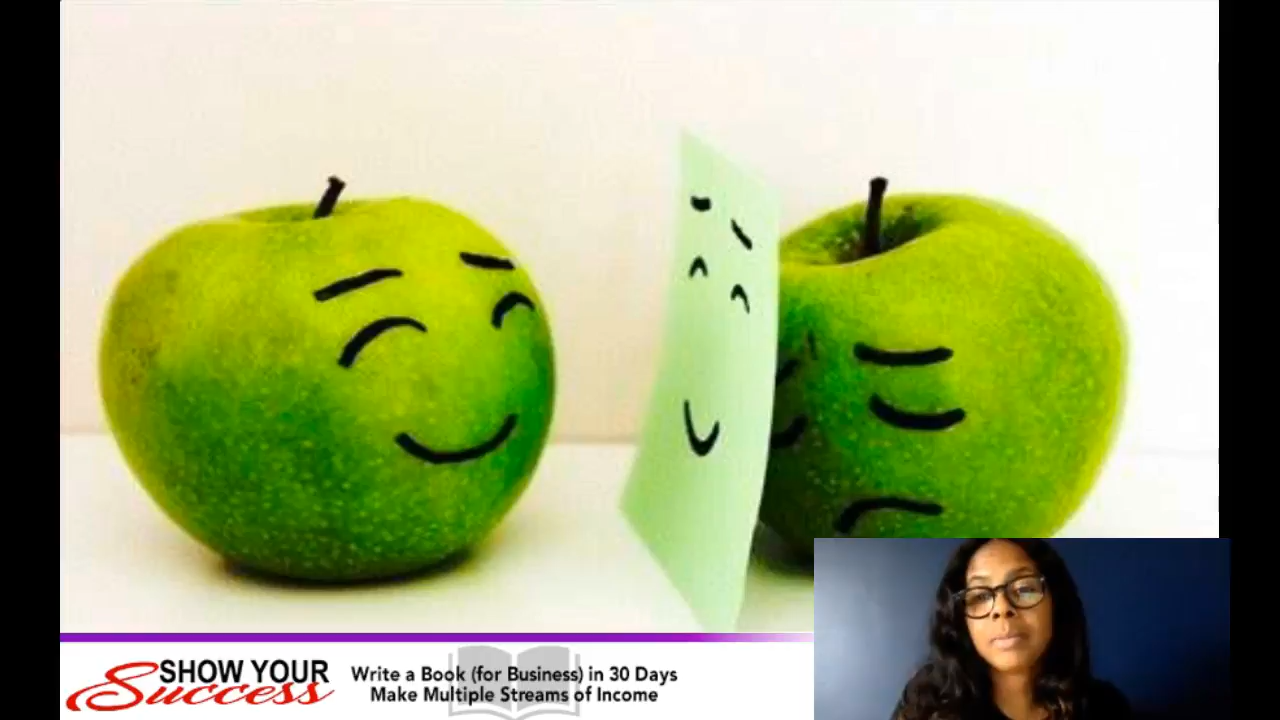 SHOW YOUR
Success
Write a Book (for Business) in 30 Days
Make Multiple Streams of Income